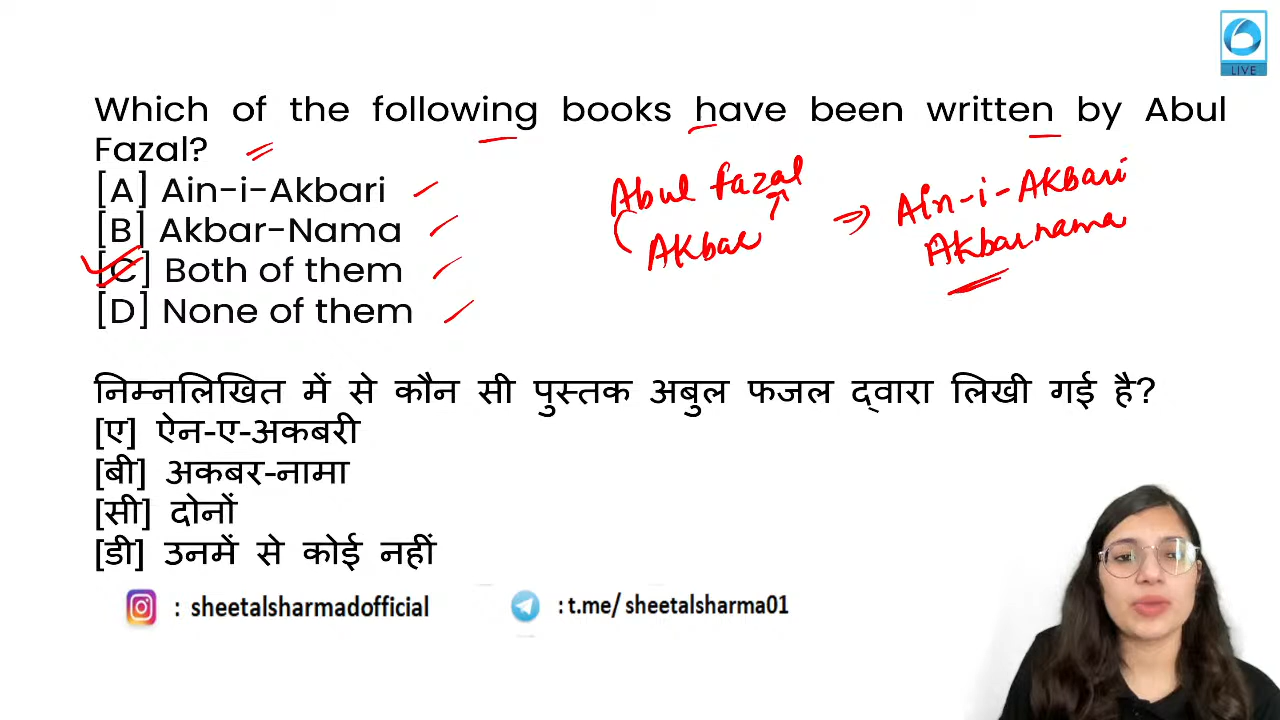 LIVE
Which of the following books have been written by Abul
Fazal?
[A] Ain-i-Akbari
[B] Akbar-Nama
[C] Both of them
[D] None of them
Abul fazal
Akbar
⇒ Ain-i-Akbari
Akbarnama
निम्नलिखित में से कौन सी पुस्तक अबुल फजल द्वारा लिखी गई है?
[ए] ऐन-ए-अकबरी
[बी] अकबर-नामा
[सी] दोनों
[डी] उनमें से कोई नहीं
: sheetalsharmadofficial
: t.me/ sheetalsharma01